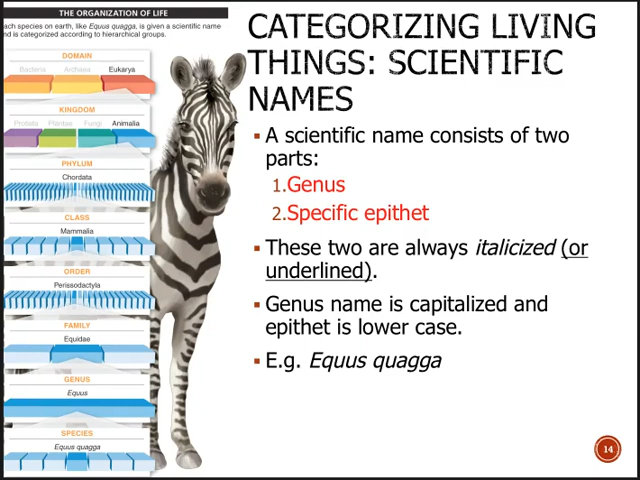 THE ORGANIZATION OF LIFE
ach species on earth, like Equus quagga, is given a scientific name
nd is categorized according to hierarchical groups.
DOMAIN
Bacteria Archaea Eukarya
KINGDOM
Protista Plantae Fungi Animalia
PHYLUM
Chordata
CLASS
Mammalia
ORDER
Perissodactyla
FAMILY
Equidae
GENUS
Equus
SPECIES
Equus quagga
CATEGORIZING LIVING
THINGS: SCIENTIFIC
NAMES
▪ A scientific name consists of two
parts:
1.Genus
2.Specific epithet
▪ These two are always italicized (or
underlined).
▪ Genus name is capitalized and
epithet is lower case.
▪ E.g. Equus quagga
14